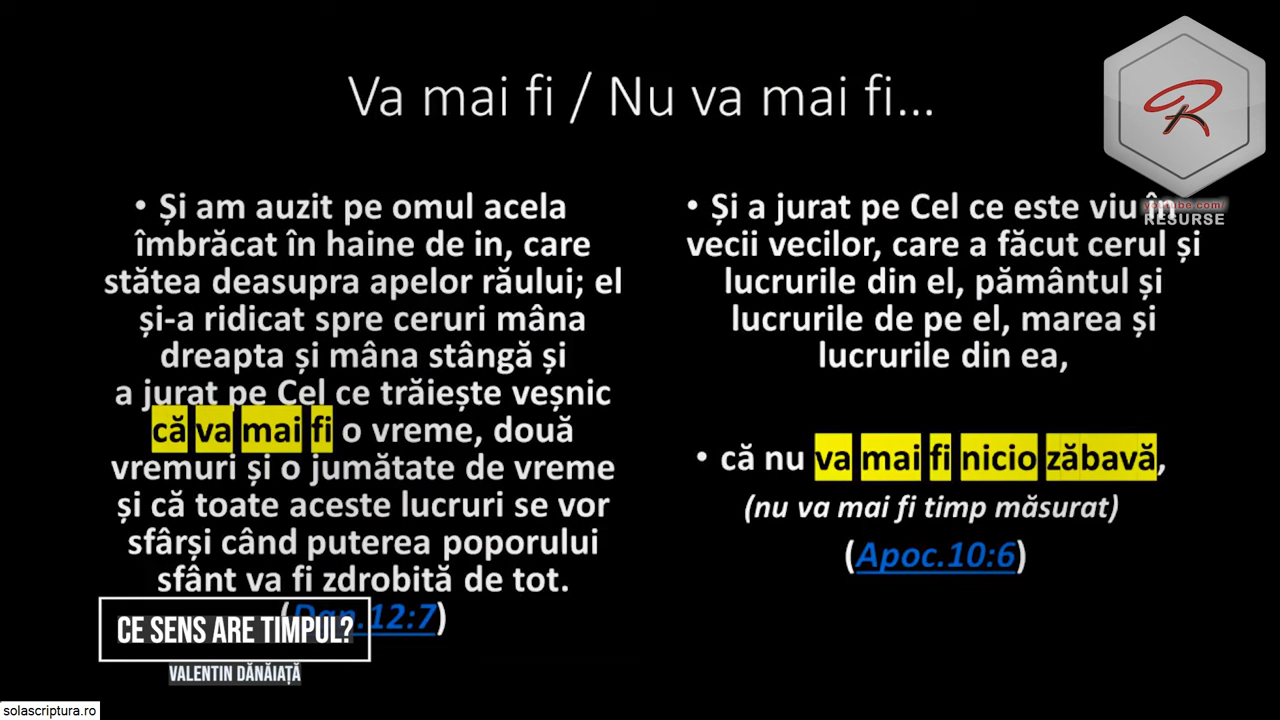 Va mai fi / Nu va mai fi...
• Și am auzit pe omul acela
îmbrăcat în haine de in, care
stătea deasupra apelor râului; el
și-a ridicat spre ceruri mâna
dreapta și mâna stângă și
a jurat pe Cel ce trăiește veșnic
că va mai fi o vreme, două
vremuri și o jumătate de vreme
și că toate aceste lucruri se vor
sfârși când puterea poporului
sfânt va fi zdrobită de tot.
(Dan.12:7)
• Și a jurat pe Cel ce este viu în
vecii vecilor, care a făcut cerul și
lucrurile din el, pământul și
lucrurile de pe el, marea și
lucrurile din ea,
• că nu va mai fi nicio zăbavă,
(nu va mai fi timp măsurat)
(Apoc.10:6)
R
youtube.com/
RESURSE
CE SENS ARE TIMPUL?
VALENTIN DĂNĂIAȚĂ
solascriptura.ro